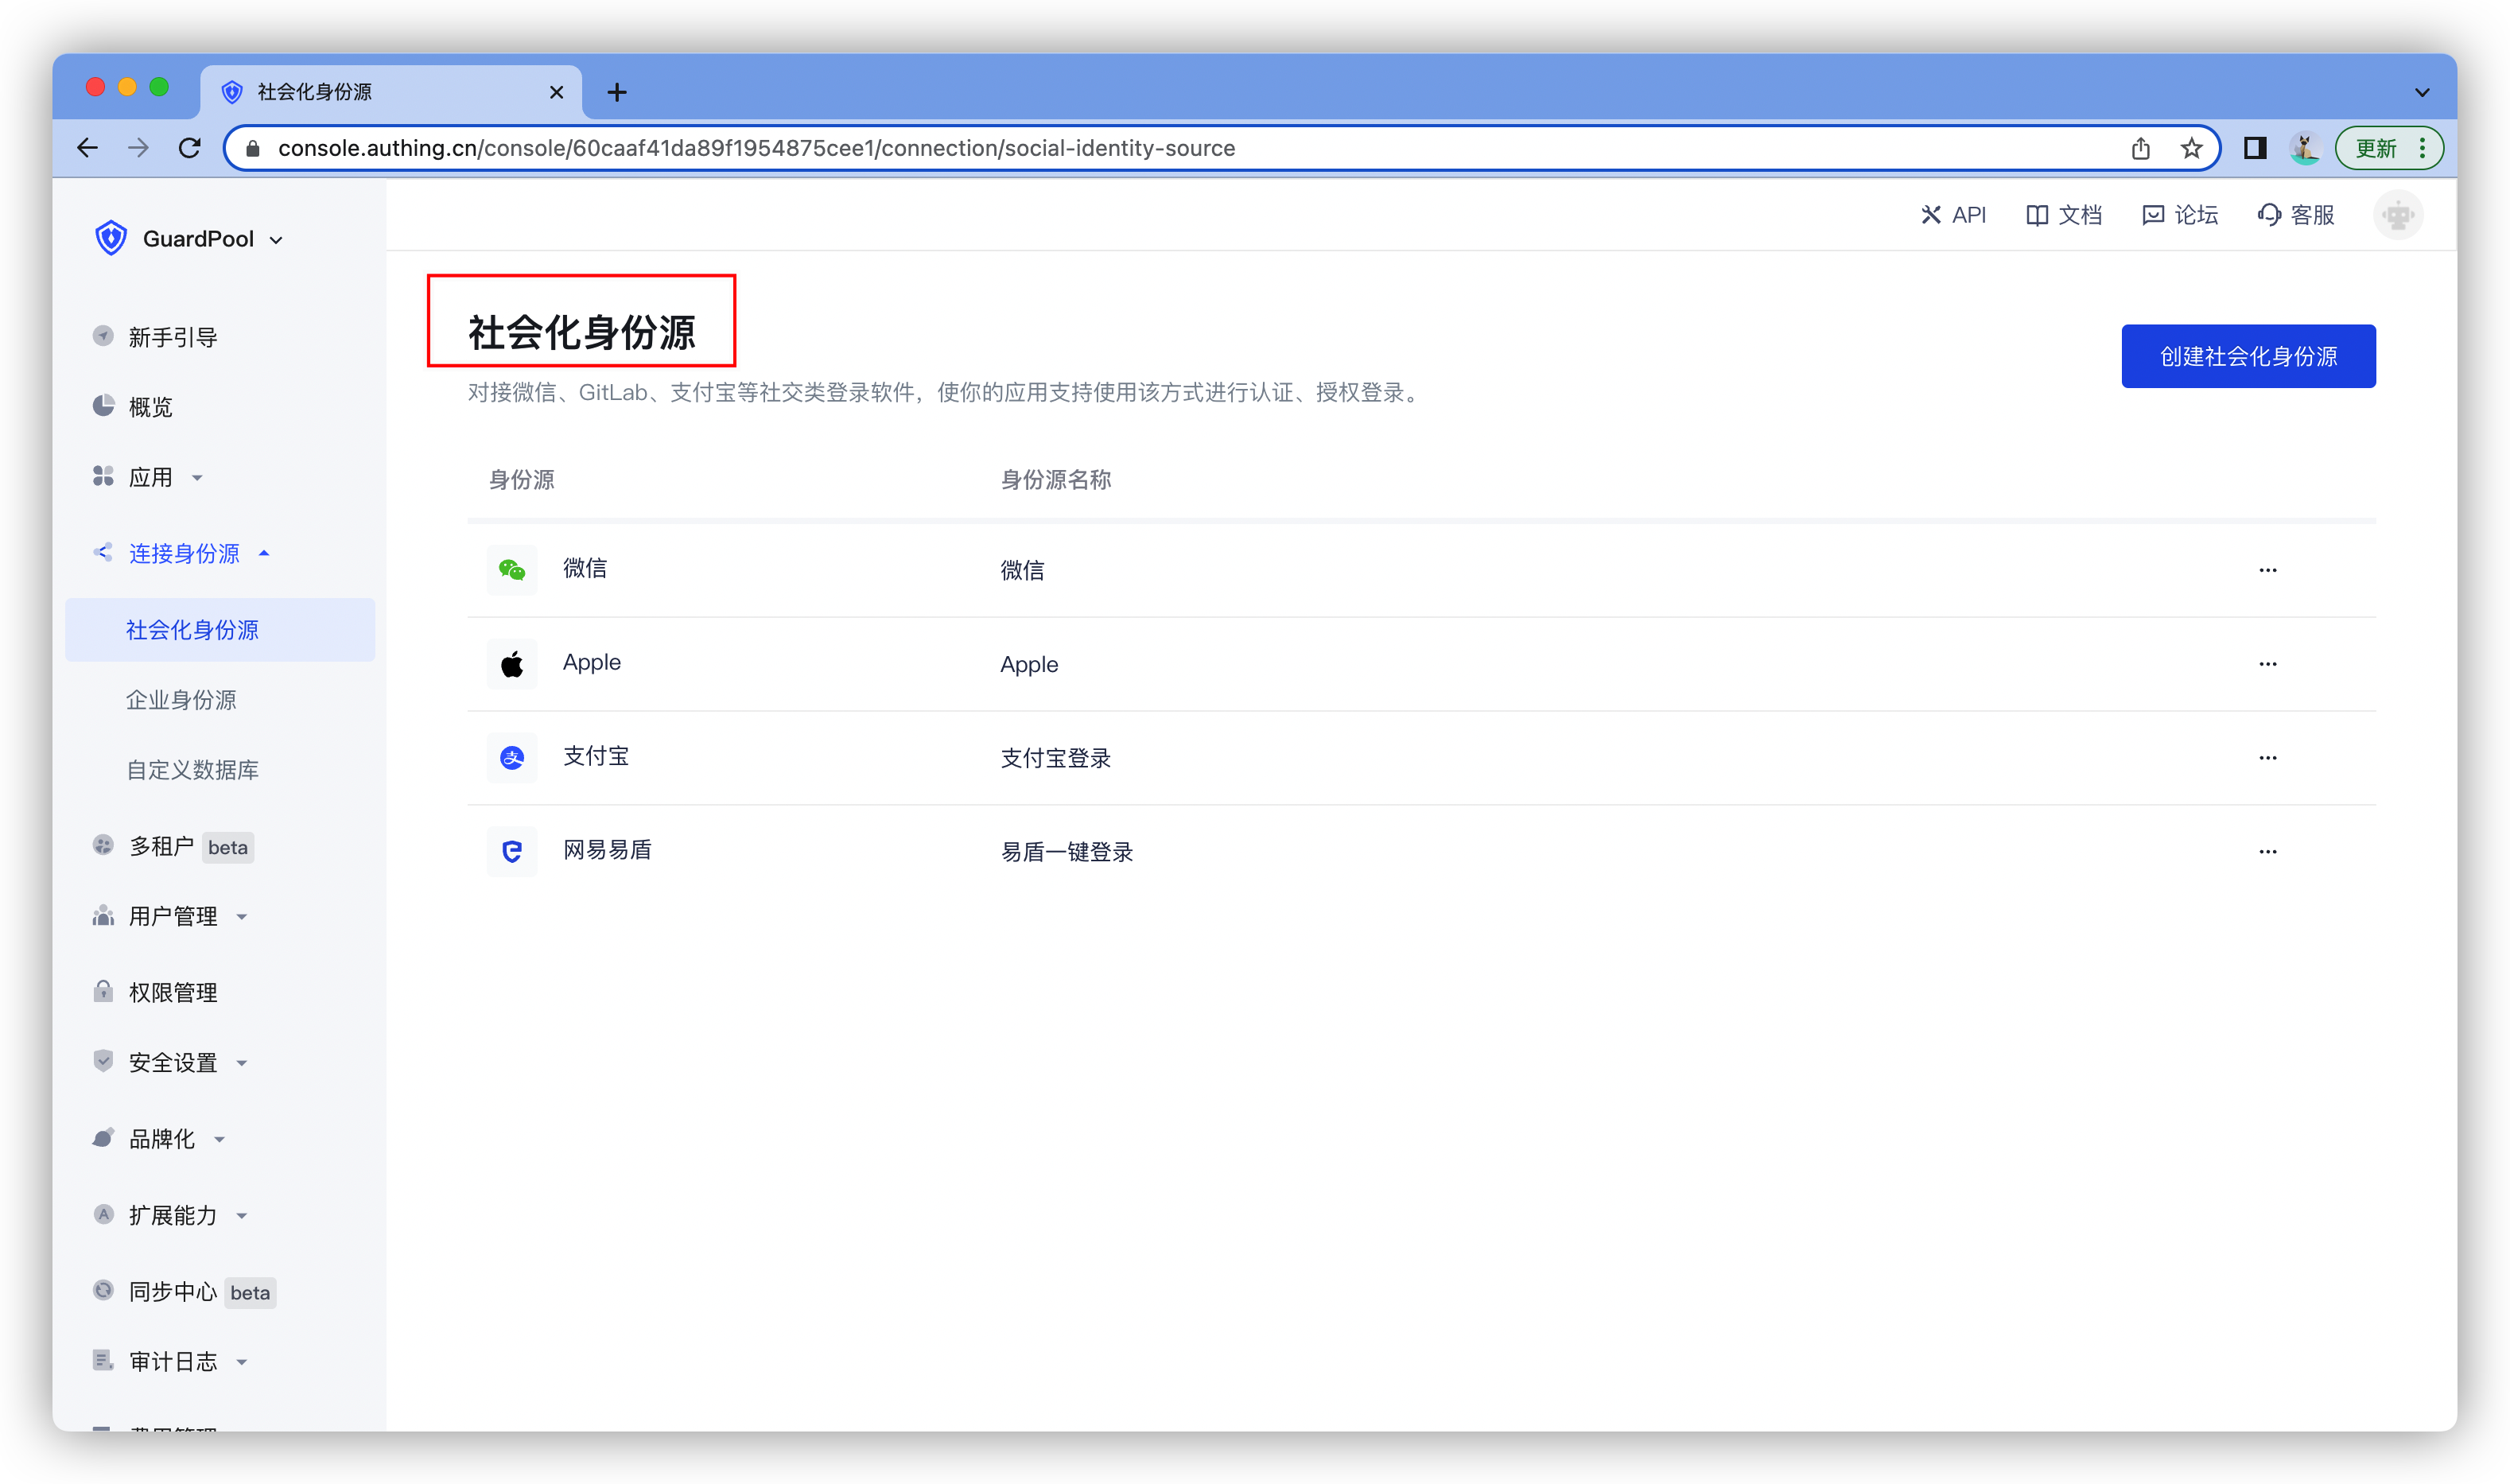 社会化身份源
console.authing.cn/console/60caaf41da89f1954875cee1/connection/social-identity-source
更新
GuardPool
API
文档
论坛
客服
新手引导
概览
应用
连接身份源
社会化身份源
企业身份源
自定义数据库
多租户 beta
用户管理
权限管理
安全设置
品牌化
扩展能力
同步中心 beta
审计日志
社会化身份源
创建社会化身份源
对接微信、GitLab、支付宝等社交类登录软件，使你的应用支持使用该方式进行认证、授权登录。
身份源 身份源名称
微信 微信
Apple Apple
支付宝 支付宝登录
网易易盾 易盾一键登录